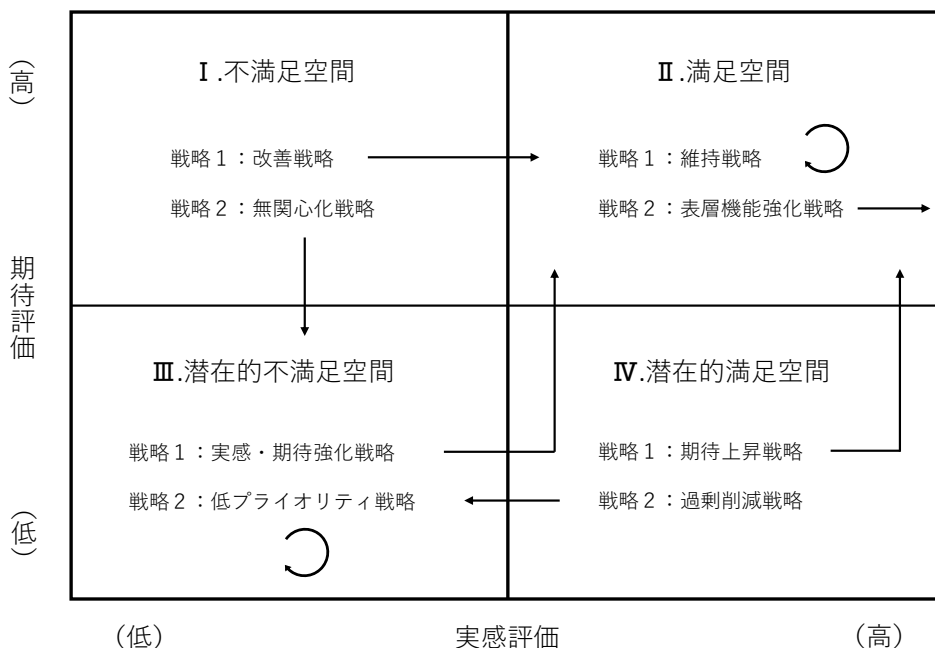 （高）
期待評価
（低）
Ⅰ.不満足空間
戦略１：改善戦略
戦略２：無関心化戦略
Ⅱ.満足空間
戦略１：維持戦略
戦略２：表層機能強化戦略
Ⅲ.潜在的不満足空間
戦略１：実感・期待強化戦略
戦略２：低プライオリティ戦略
Ⅳ.潜在的満足空間
戦略１：期待上昇戦略
戦略２：過剰削減戦略
（低）
実感評価
（高）